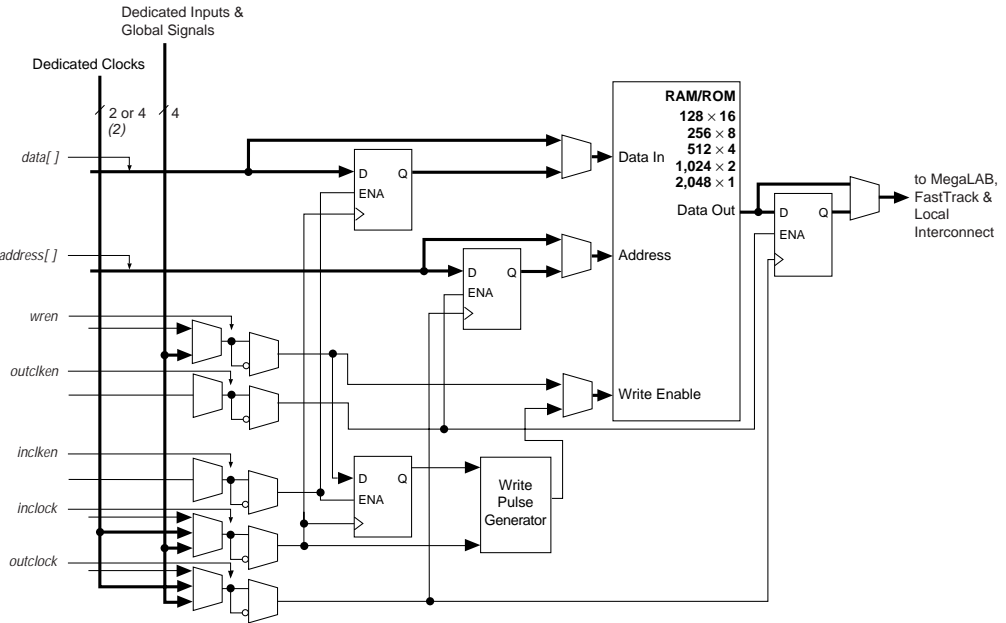 Dedicated Inputs &
Global Signals
Dedicated Clocks
2 or 4
(2)
4
RAM/ROM
128 × 16
256 × 8
512 × 4
1,024 × 2
2,048 × 1
data[ ]
D Q
ENA
Data In
Data Out
D Q
ENA
to MegaLAB,
FastTrack &
Local
Interconnect
address[ ]
D Q
ENA
Address
wren
outclken
Write Enable
inclken
D Q
ENA
Write
Pulse
Generator
inclock
outclock